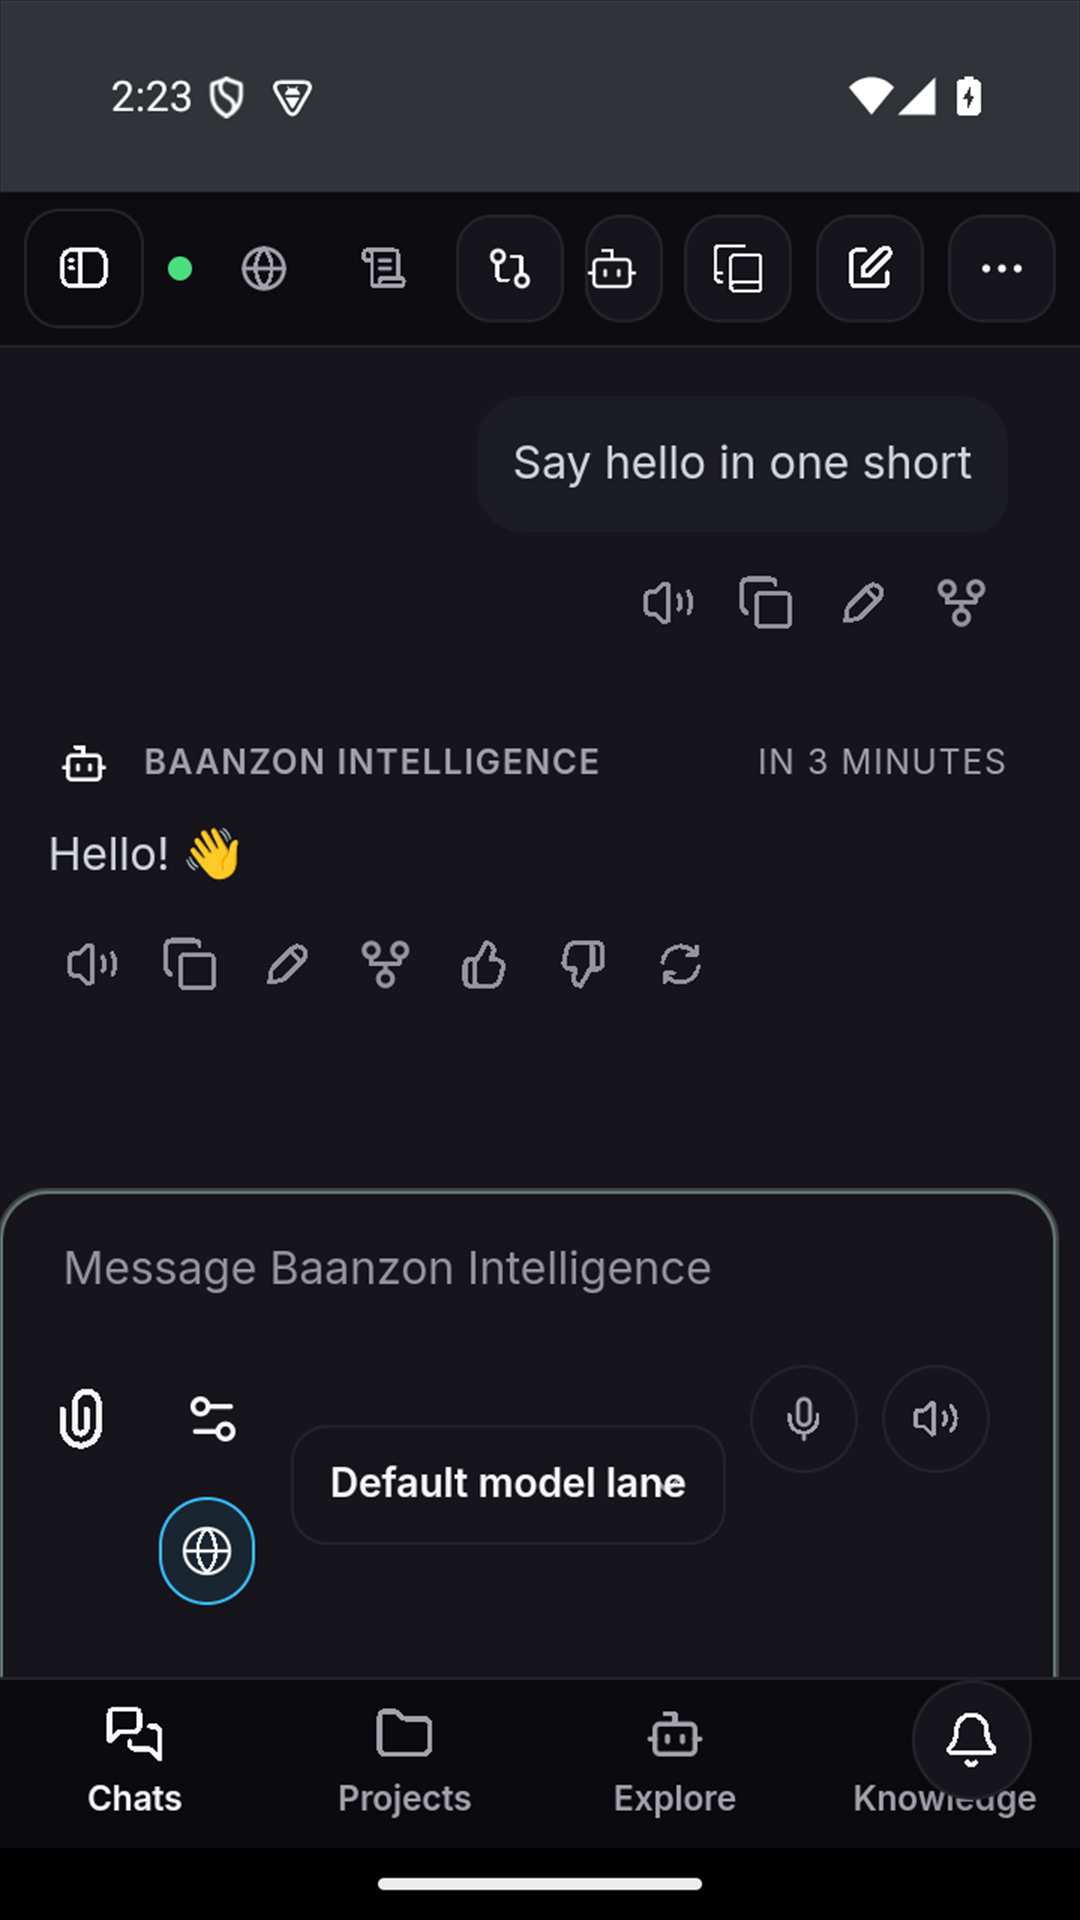 2:23
Say hello in one short
BAANZON INTELLIGENCE
IN 3 MINUTES
Hello! 👋
Message Baanzon Intelligence
Default model lane
Chats
Projects
Explore
Knowledge